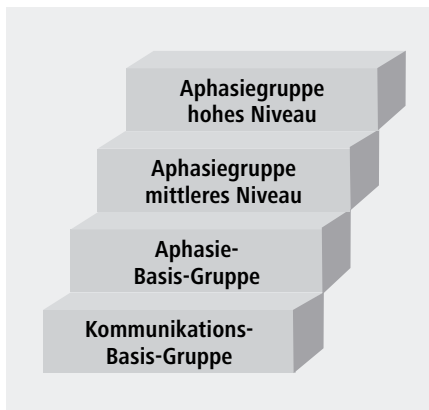 Aphasiegruppe
hohes Niveau
Aphasiegruppe
mittleres Niveau
Aphasie-
Basis-Gruppe
Kommunikations-
Basis-Gruppe